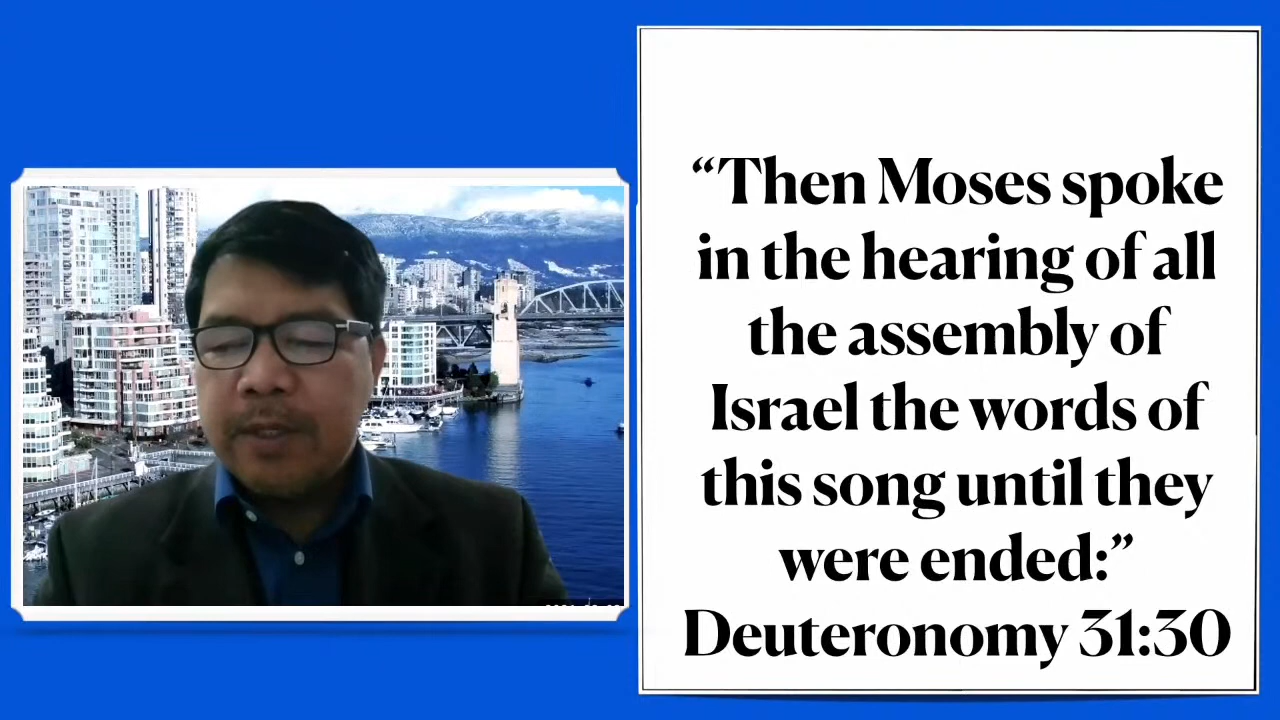 “Then Moses spoke
in the hearing of all
the assembly of
Israel the words of
this song until they
were ended:”
Deuteronomy 31:30